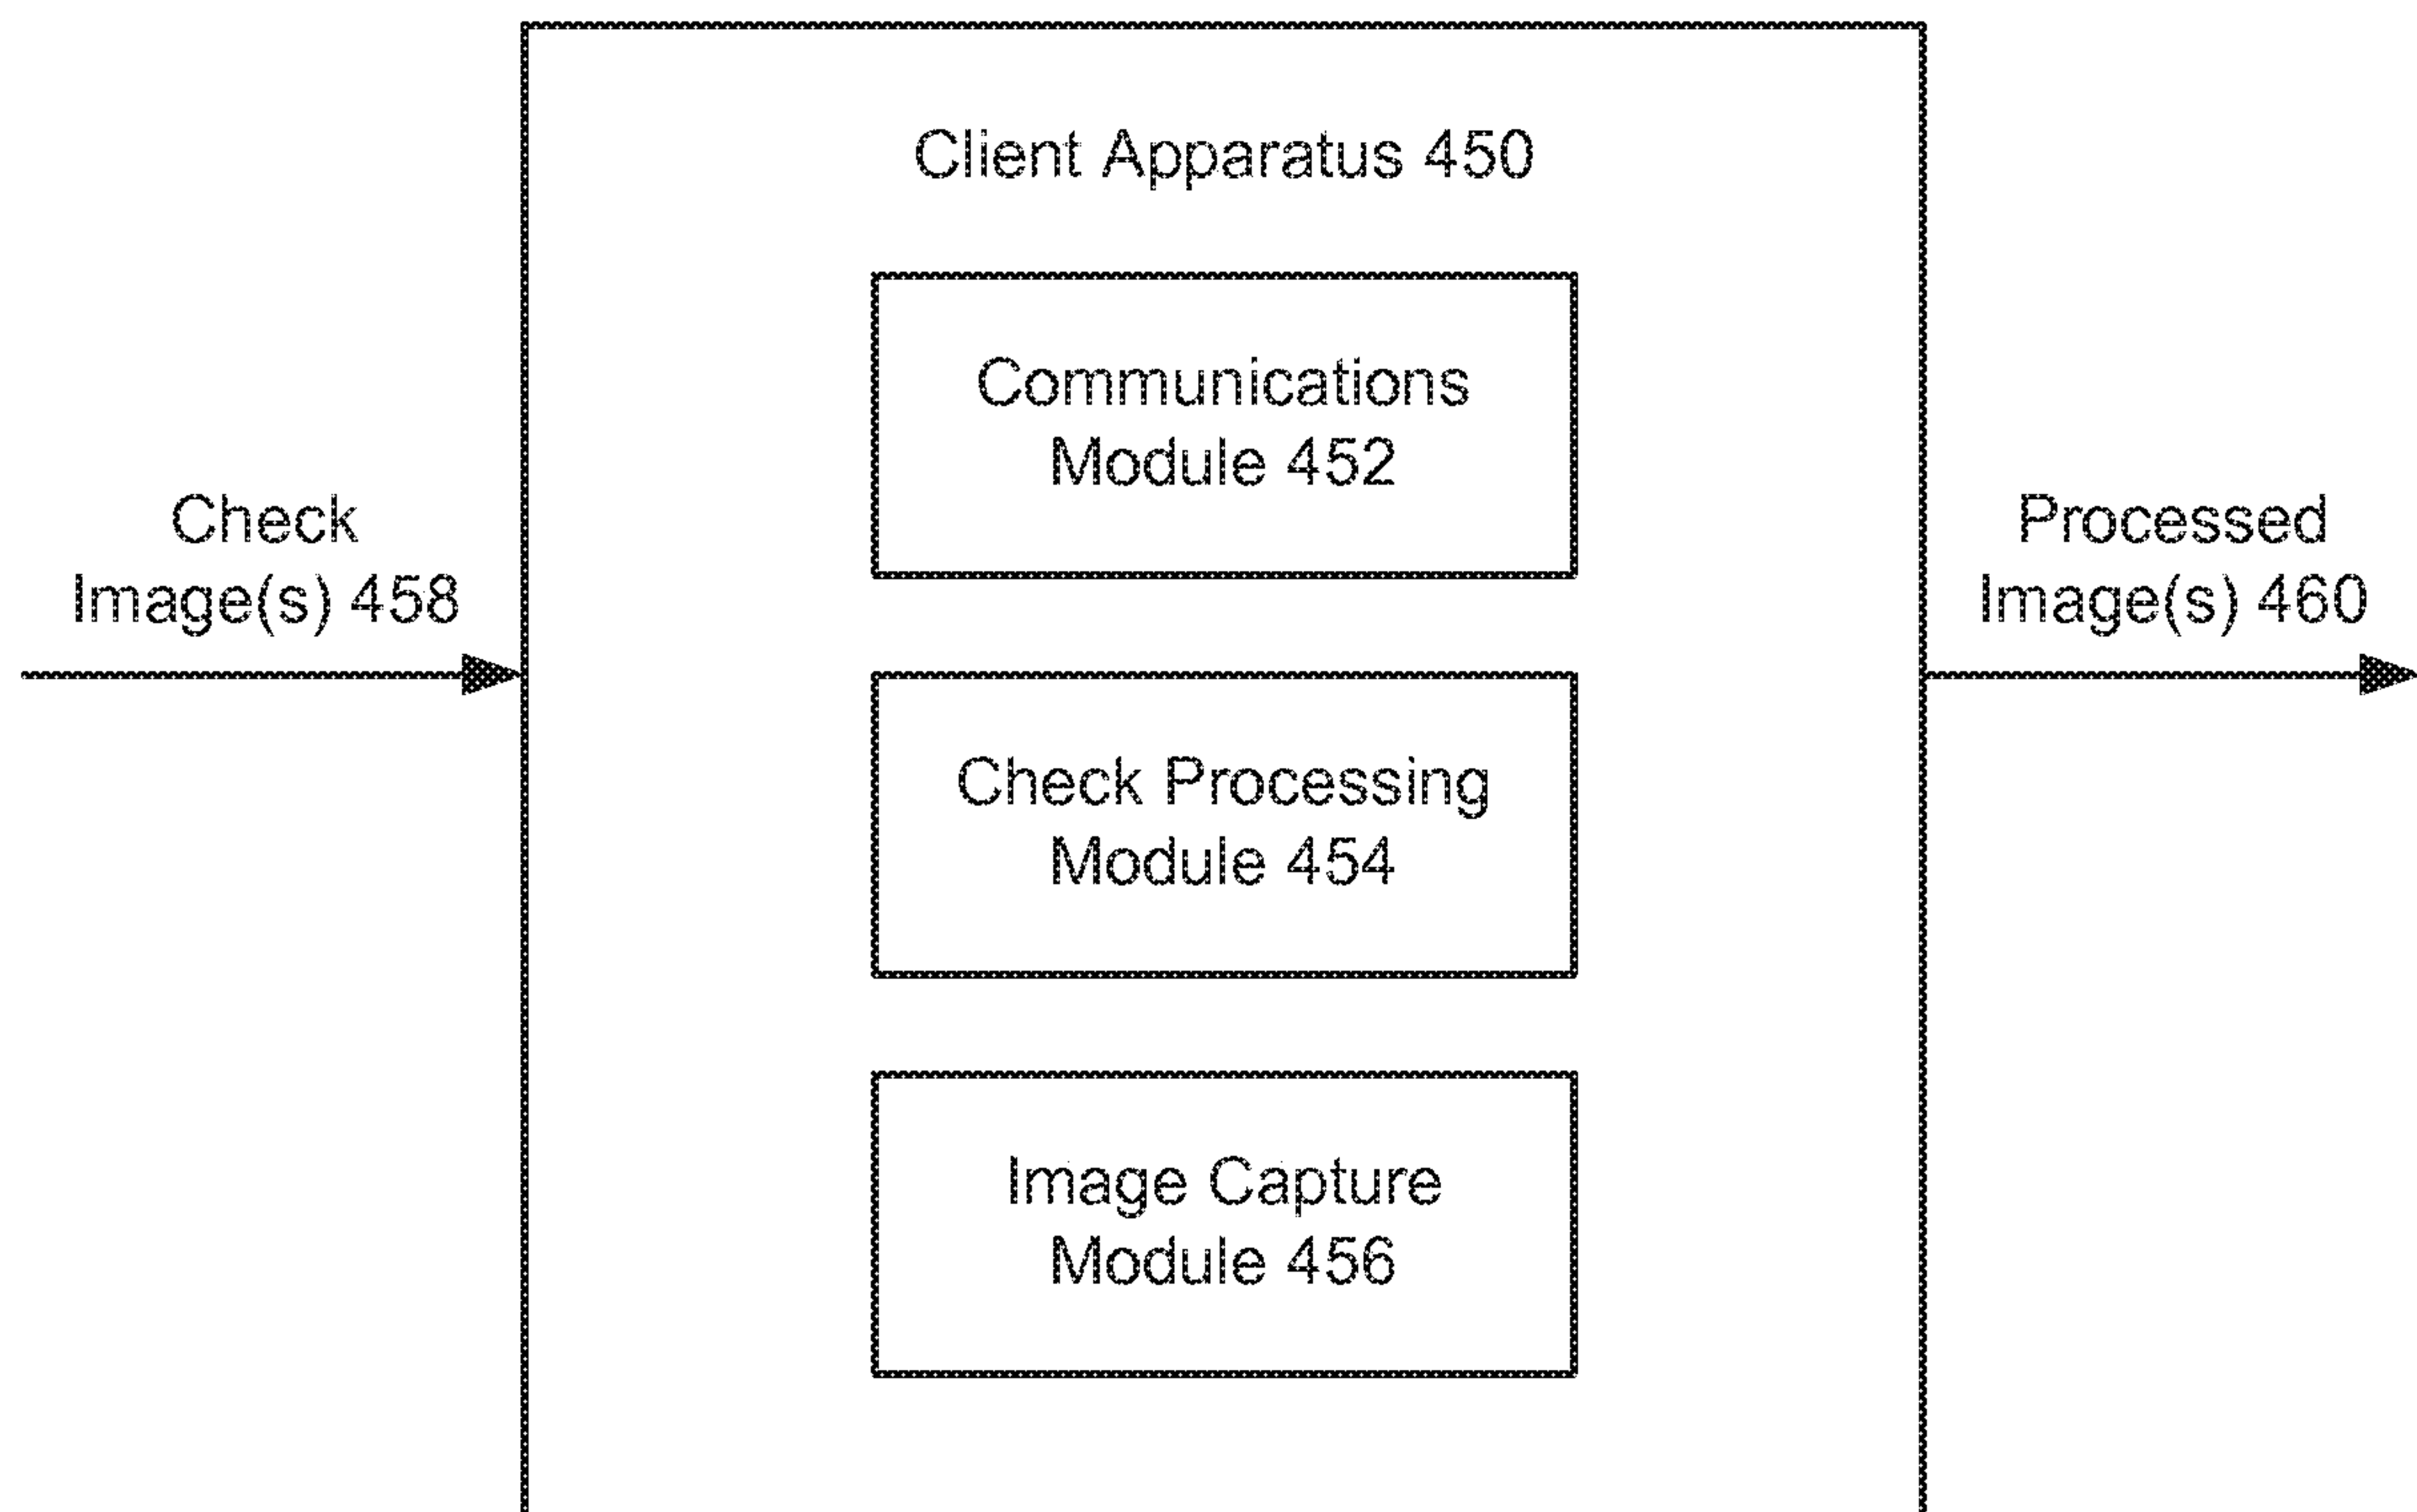 Client Apparatus 450
Communications
Module 452
Check
Image(s) 458
Processed
Image(s) 460
Check Processing
Module 454
Image Capture
Module 456